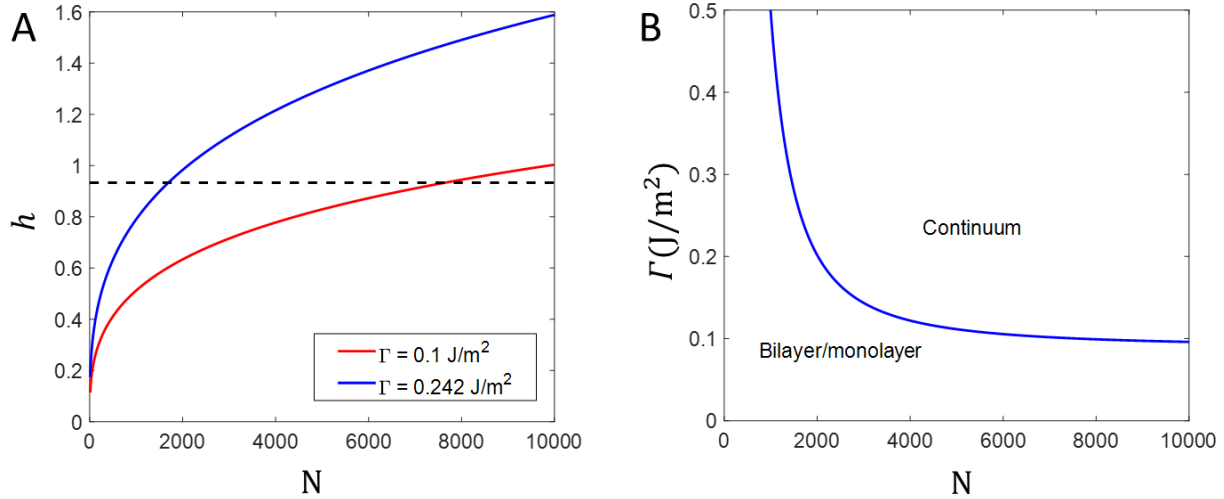 A
1.6
1.4
1.2
1
0.8
0.6
0.4
0.2
0
h
Γ = 0.1 J/m²
Γ = 0.242 J/m²
0 2000 4000 6000 8000 10000
N
B
0.5
0.4
0.3
0.2
0.1
0
Γ(J/m²)
Continuum
Bilayer/monolayer
0 2000 4000 6000 8000 10000
N